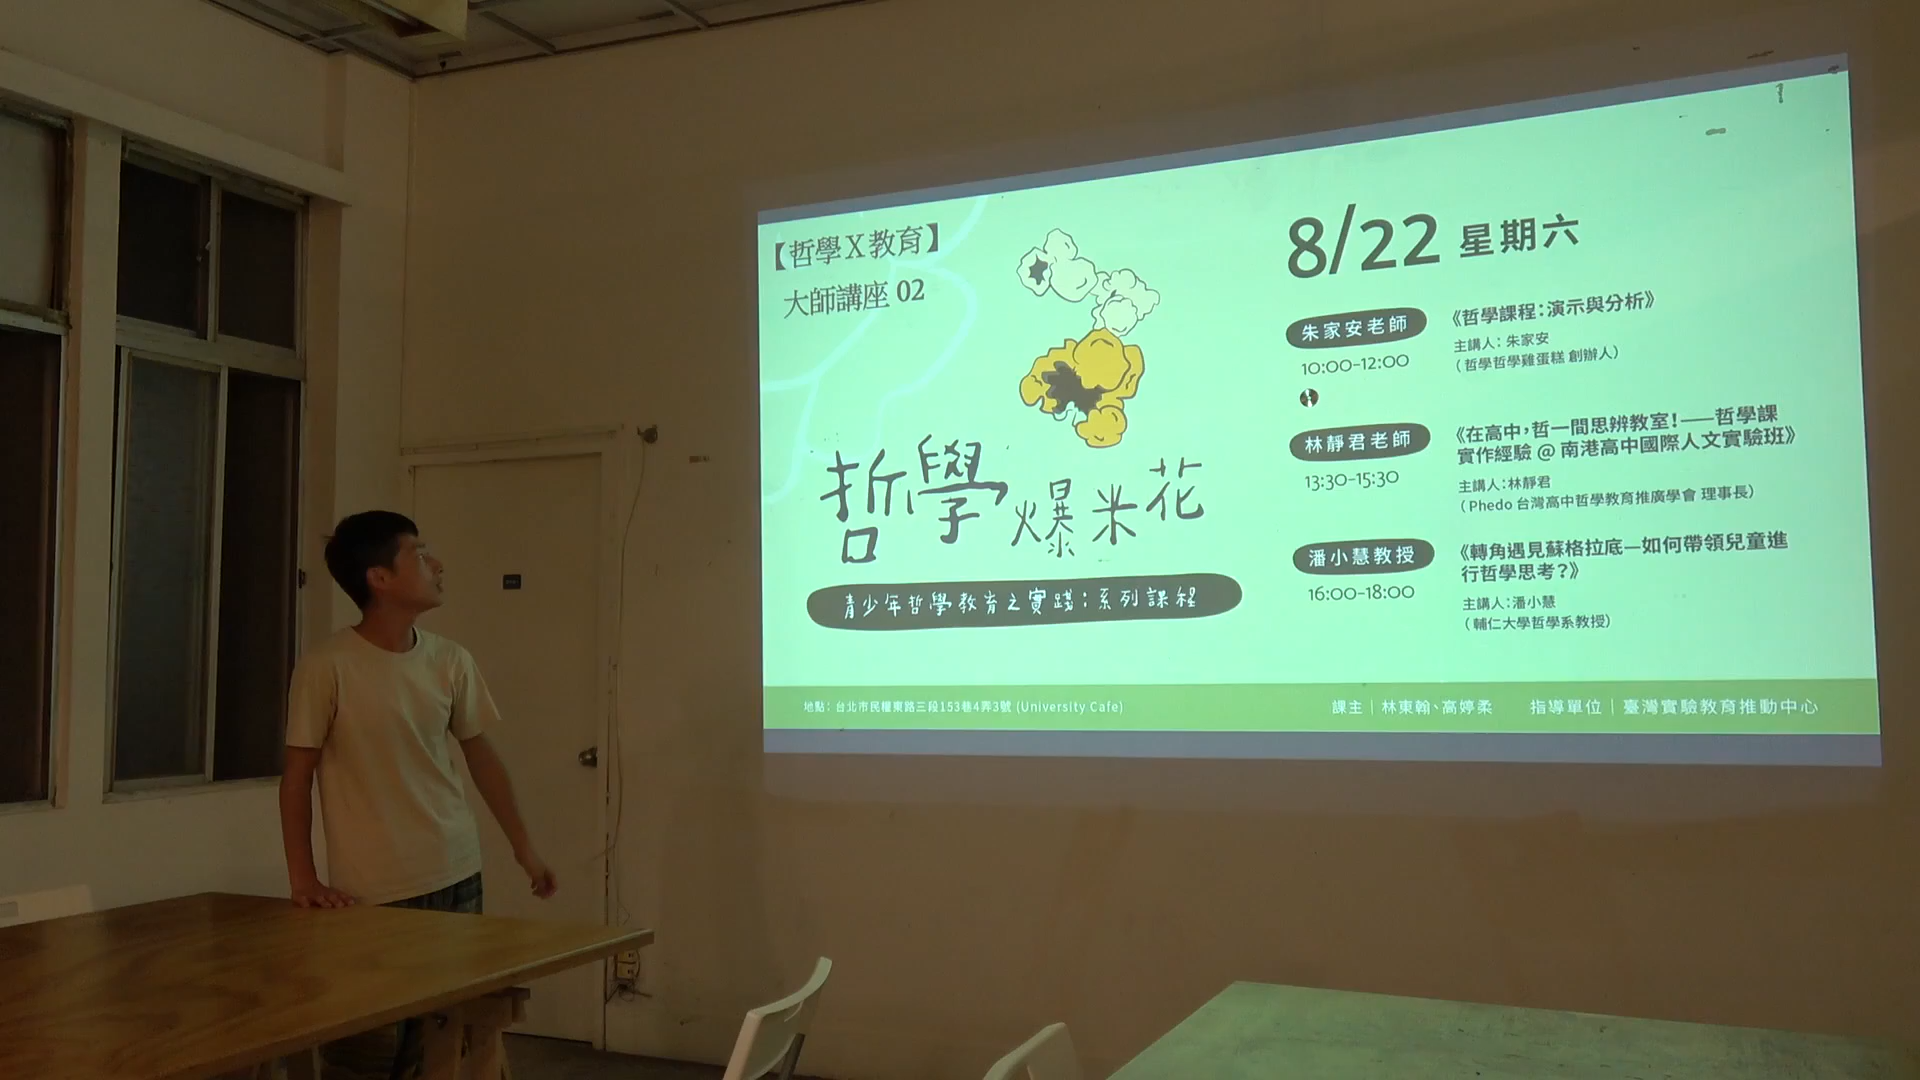 【哲學X教育】
大師講座 02
哲學爆米花
青少年哲學教育之實踐：系列課程
8/22 星期六
朱家安老師
10:00-12:00
《哲學課程：演示與分析》
主講人：朱家安
（哲學哲學雞蛋糕 創辦人）
林靜君老師
13:30-15:30
《在高中，哲一間思辨教室！——哲學課
實作經驗 @ 南港高中國際人文實驗班》
主講人：林靜君
（Phedo 台灣高中哲學教育推廣學會 理事長）
潘小慧教授
16:00-18:00
《轉角遇見蘇格拉底—如何帶領兒童進
行哲學思考？》
主講人：潘小慧
（輔仁大學哲學系教授）
地點：台北市民權東路三段153巷4弄3號 (University Cafe)
課主｜林東翰、高婷柔 指導單位｜臺灣實驗教育推動中心